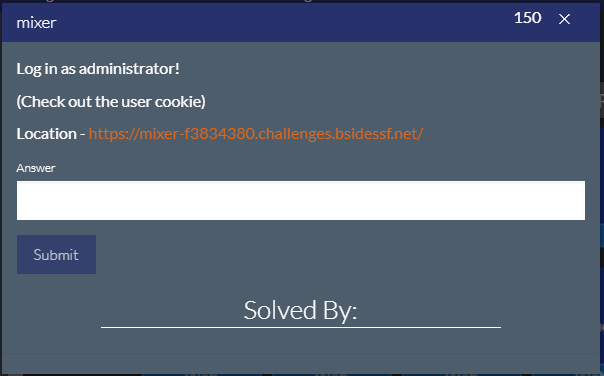 mixer 150 ×
Log in as administrator!
(Check out the user cookie)
Location - https://mixer-f3834380.challenges.bsidessf.net/
Answer
Submit
Solved By: